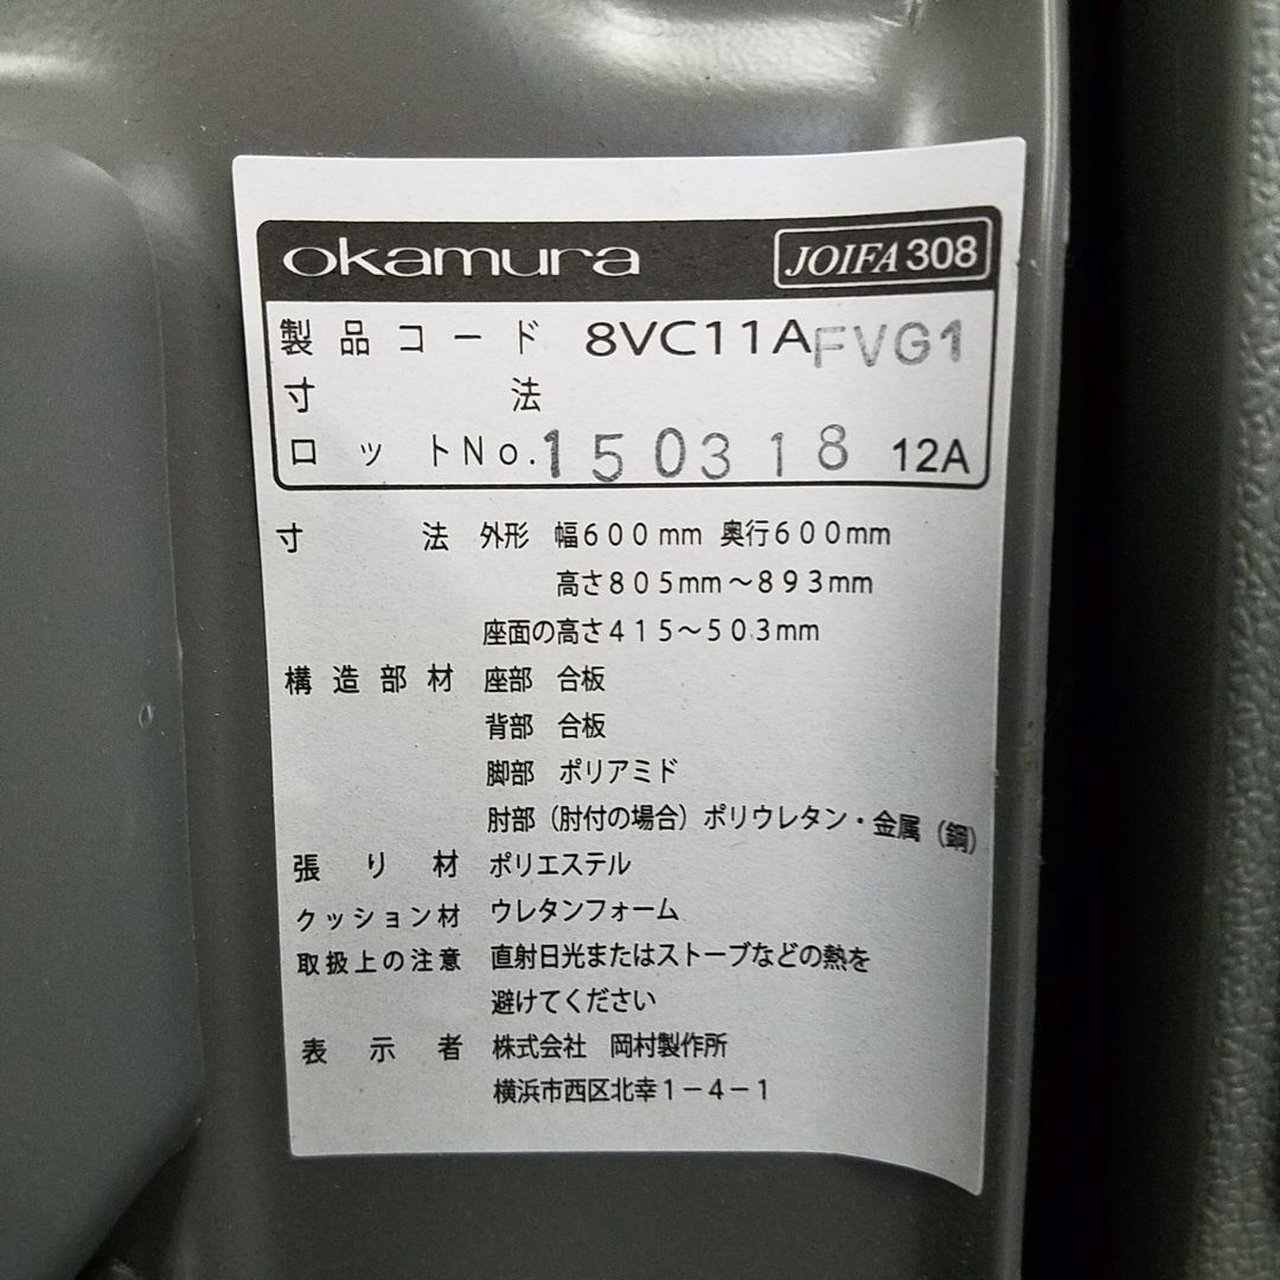 okamura JOIFA308
製品コード 8VC11AFVG1
寸法
ロットNo.150318 12A
寸法 外形 幅600mm 奥行600mm
高さ805mm～893mm
座面の高さ415～503mm
構造部材 座部 合板
背部 合板
脚部 ポリアミド
肘部（肘付の場合）ポリウレタン・金属（鋼）
張り材 ポリエステル
クッション材 ウレタンフォーム
取扱上の注意 直射日光またはストーブなどの熱を
避けてください
表示者 株式会社 岡村製作所
横浜市西区北幸1－4－1